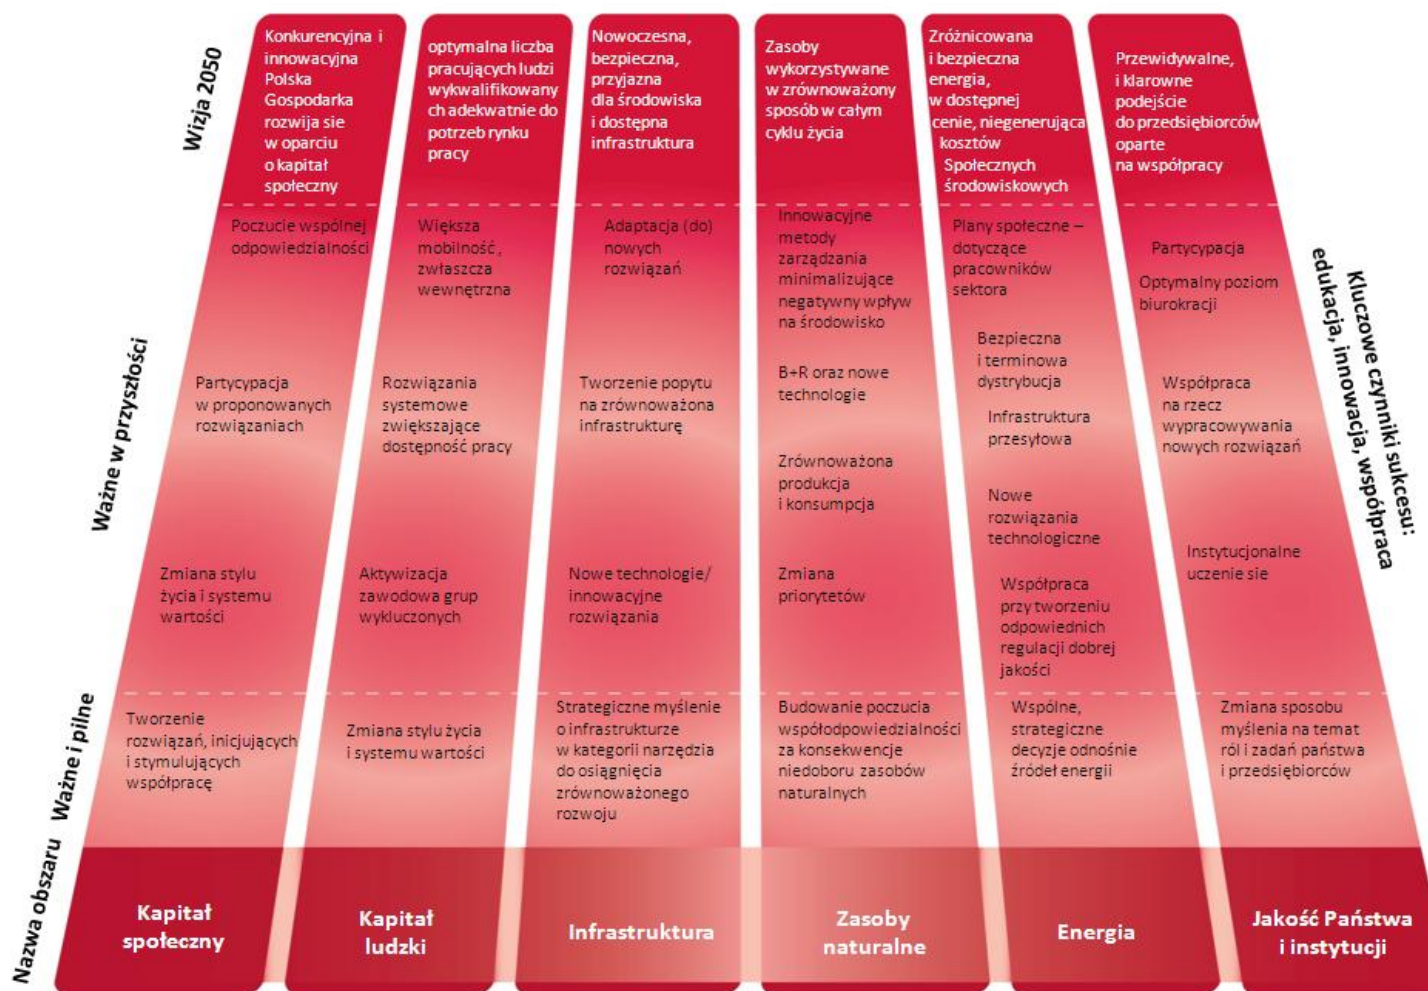 Wizja 2050
Konkurencyjna i
innowacyjna
Polska
Gospodarka
rozwija sie
w oparciu
o kapitał
społeczny
optymalna liczba
pracujących ludzi
wykwalifikowany
ch adekwatnie do
potrzeb rynku
pracy
Nowoczesna,
bezpieczna,
przyjazna
dla środowiska
i dostępna
infrastruktura
Zasoby
wykorzystywane
w zrównoważony
sposób w całym
cyklu życia
Zróżnicowana
i bezpieczna
energia,
w dostępnej
cenie, niegenerująca
kosztów
Społecznych
środowiskowych
Przewidywalne,
i klarowne
podejście
do przedsiębiorców
oparte
na współpracy
Ważne w przyszłości
Poczucie wspólnej
odpowiedzialności
Partycypacja
w proponowanych
rozwiązaniach
Zmiana stylu
życia i systemu
wartości
Większa
mobilność ,
zwłaszcza
wewnętrzna
Rozwiązania
systemowe
zwiększające
dostępność pracy
Aktywizacja
zawodowa grup
wykluczonych
Adaptacja (do)
nowych
rozwiązań
Tworzenie popytu
na zrównoważona
infrastrukturę
Nowe technologie/
innowacyjne
rozwiązania
Innowacyjne
metody
zarządzania
minimalizujące
negatywny wpływ
na środowisko
B+R oraz nowe
technologie
Zrównoważona
produkcja
i konsumpcja
Zmiana
priorytetów
Plany społeczne –
dotyczące
pracowników
sektora
Bezpieczna
i terminowa
dystrybucja
Infrastruktura
przesyłowa
Nowe
rozwiązania
technologiczne
Współpraca
przy tworzeniu
odpowiednich
regulacji dobrej
jakości
Partycypacja
Optymalny poziom
biurokracji
Współpraca
na rzecz
wypracowywania
nowych rozwiązań
Instytucjonalne
uczenie sie
Kluczowe czynniki sukcesu:
edukacja, innowacja, współpraca
Ważne i pilne
Tworzenie
rozwiązań, inicjujących
i stymulujących
współpracę
Zmiana stylu życia
i systemu wartości
Strategiczne myślenie
o infrastrukturze
w kategorii narzędzia
do osiągnięcia
zrównoważonego
rozwoju
Budowanie poczucia
współodpowiedzialności
za konsekwencje
niedoboru zasobów
naturalnych
Wspólne,
strategiczne
decyzje odnośnie
źródeł energii
Zmiana sposobu
myślenia na temat
ról i zadań państwa
i przedsiębiorców
Nazwa obszaru
Kapitał
społeczny
Kapitał
ludzki
Infrastruktura
Zasoby
naturalne
Energia
Jakość Państwa
i instytucji